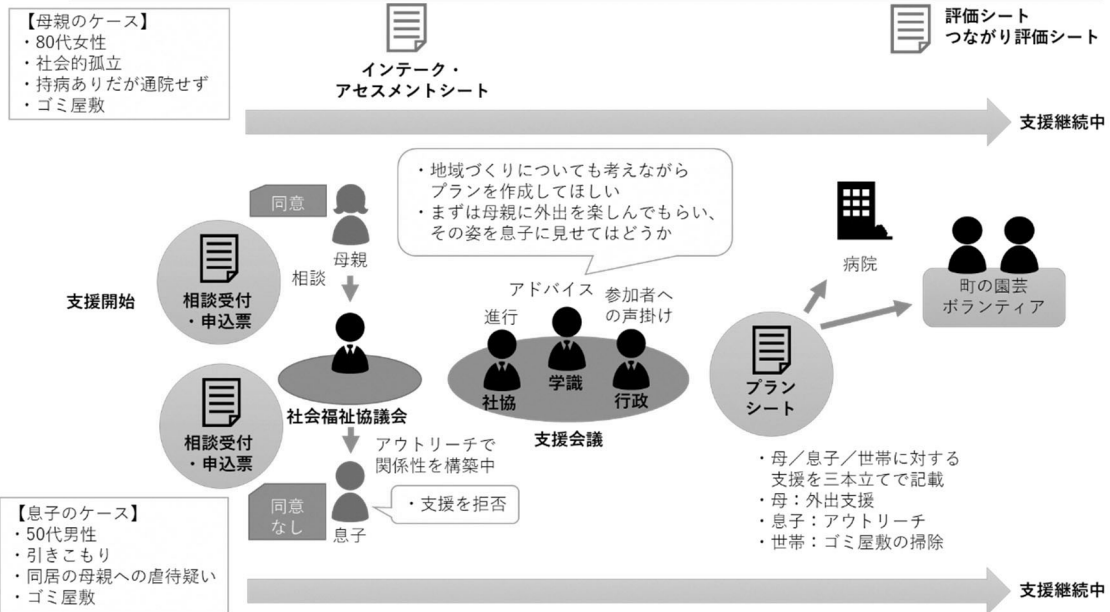 【母親のケース】
・80代女性
・社会的孤立
・持病ありだが通院せず
・ゴミ屋敷
インテーク・
アセスメントシート
評価シート
つながり評価シート
支援継続中
・地域づくりについても考えながら
プランを作成してほしい
・まずは母親に外出を楽しんでもらい、
その姿を息子に見せてはどうか
同意
母親
相談
支援開始
相談受付
・申込票
相談受付
・申込票
社会福祉協議会
アウトリーチで
関係性を構築中
同意
なし
息子
・支援を拒否
アドバイス
進行
参加者へ
の声掛け
社協
学識
行政
支援会議
プラン
シート
病院
町の園芸
ボランティア
・母／息子／世帯に対する
支援を三本立てで記載
・母：外出支援
・息子：アウトリーチ
・世帯：ゴミ屋敷の掃除
【息子のケース】
・50代男性
・引きこもり
・同居の母親への虐待疑い
・ゴミ屋敷
支援継続中